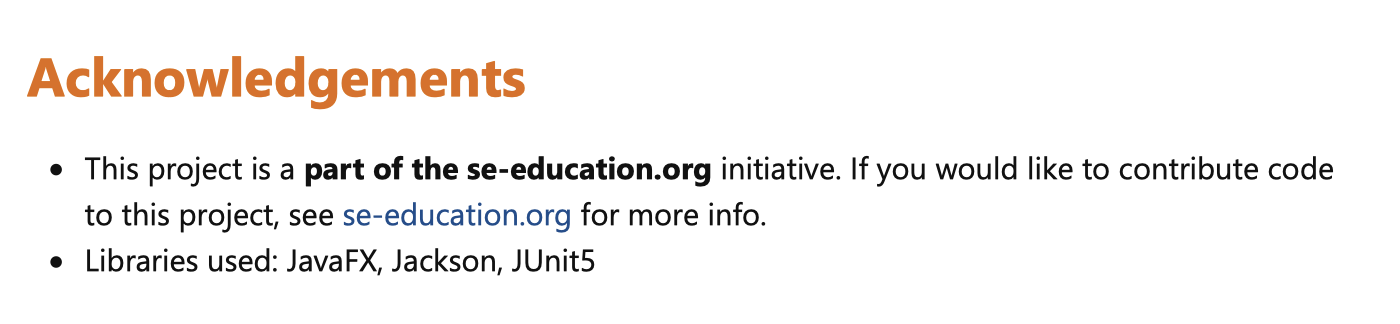 Acknowledgements
• This project is a part of the se-education.org initiative. If you would like to contribute code
to this project, see se-education.org for more info.
• Libraries used: JavaFX, Jackson, JUnit5